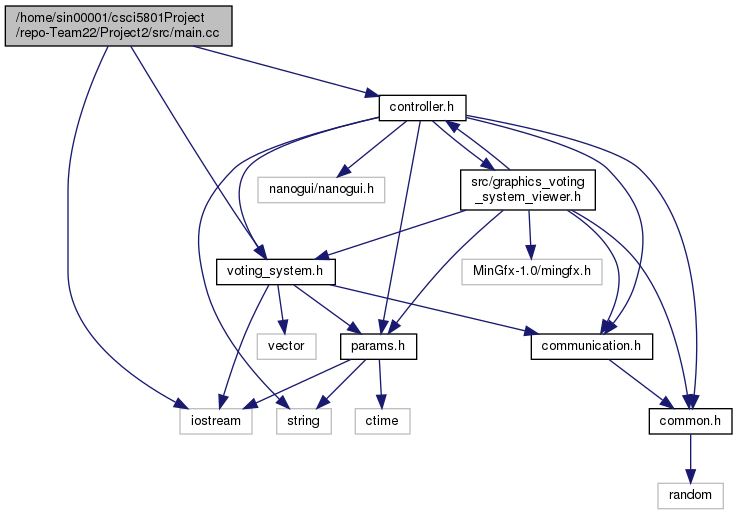 /home/sin00001/csci5801Project
/repo-Team22/Project2/src/main.cc
controller.h
nanogui/nanogui.h
src/graphics_voting
_system_viewer.h
voting_system.h
MinGfx-1.0/mingfx.h
vector
params.h
communication.h
iostream
string
ctime
common.h
random